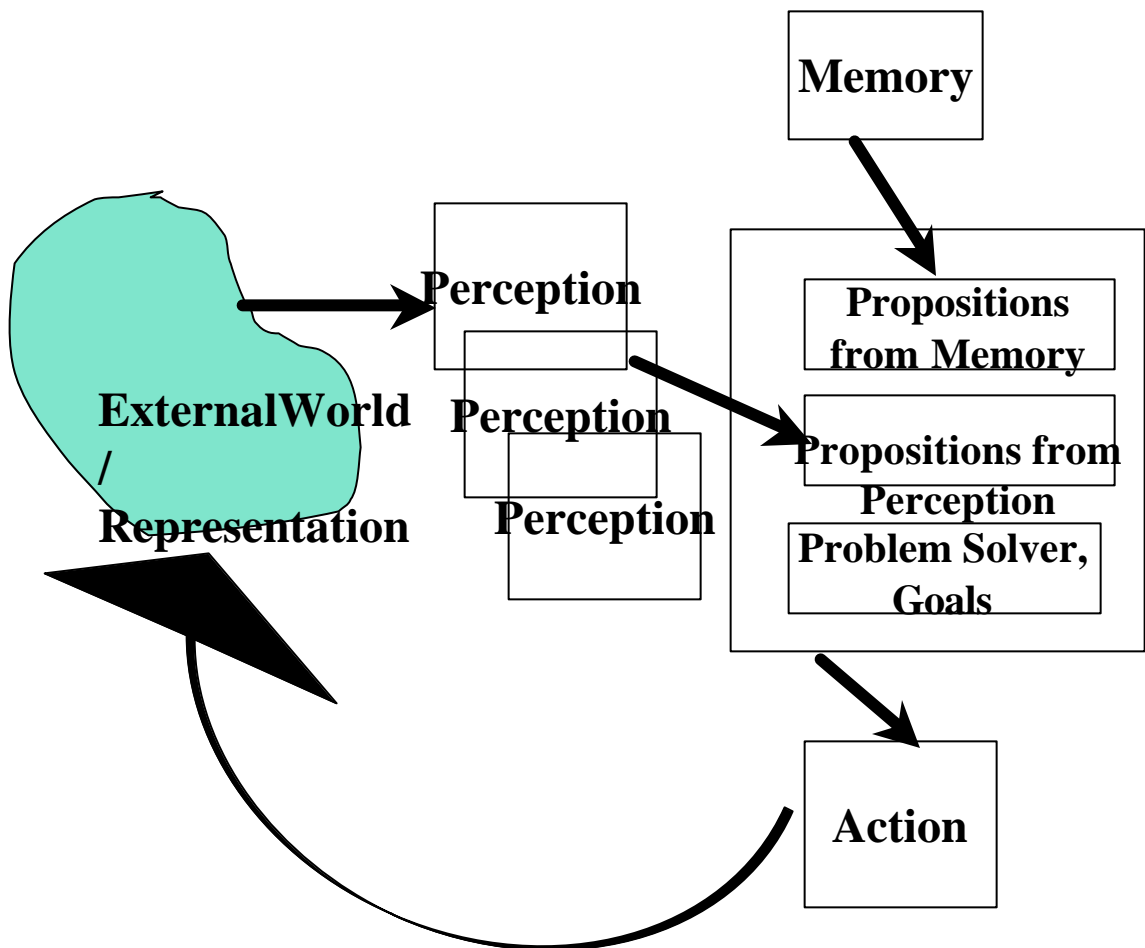 Memory
Perception
Propositions
from Memory
ExternalWorld
/
Representation
Perception
Propositions from
Perception
Perception
Problem Solver,
Goals
Action